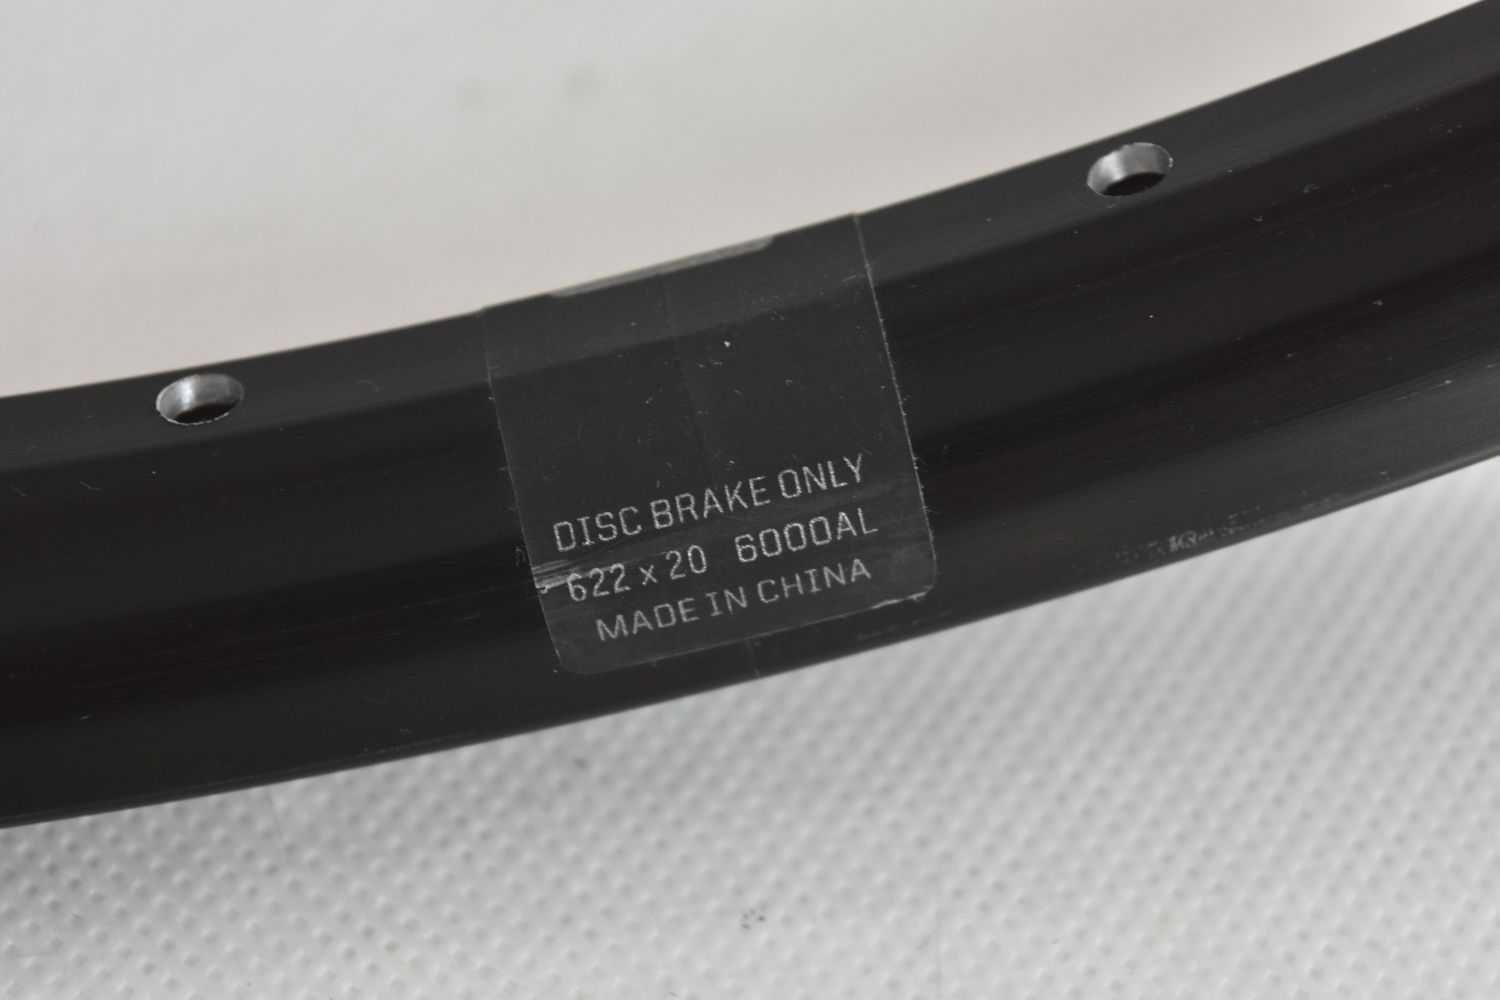 DISC BRAKE ONLY
622 x 20 6000AL
MADE IN CHINA